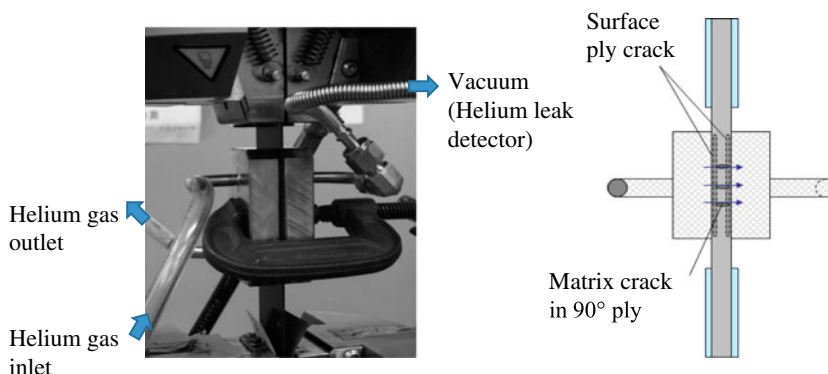 Surface
ply crack
Vacuum
(Helium leak
detector)
Helium gas
outlet
Matrix crack
in 90° ply
Helium gas
inlet